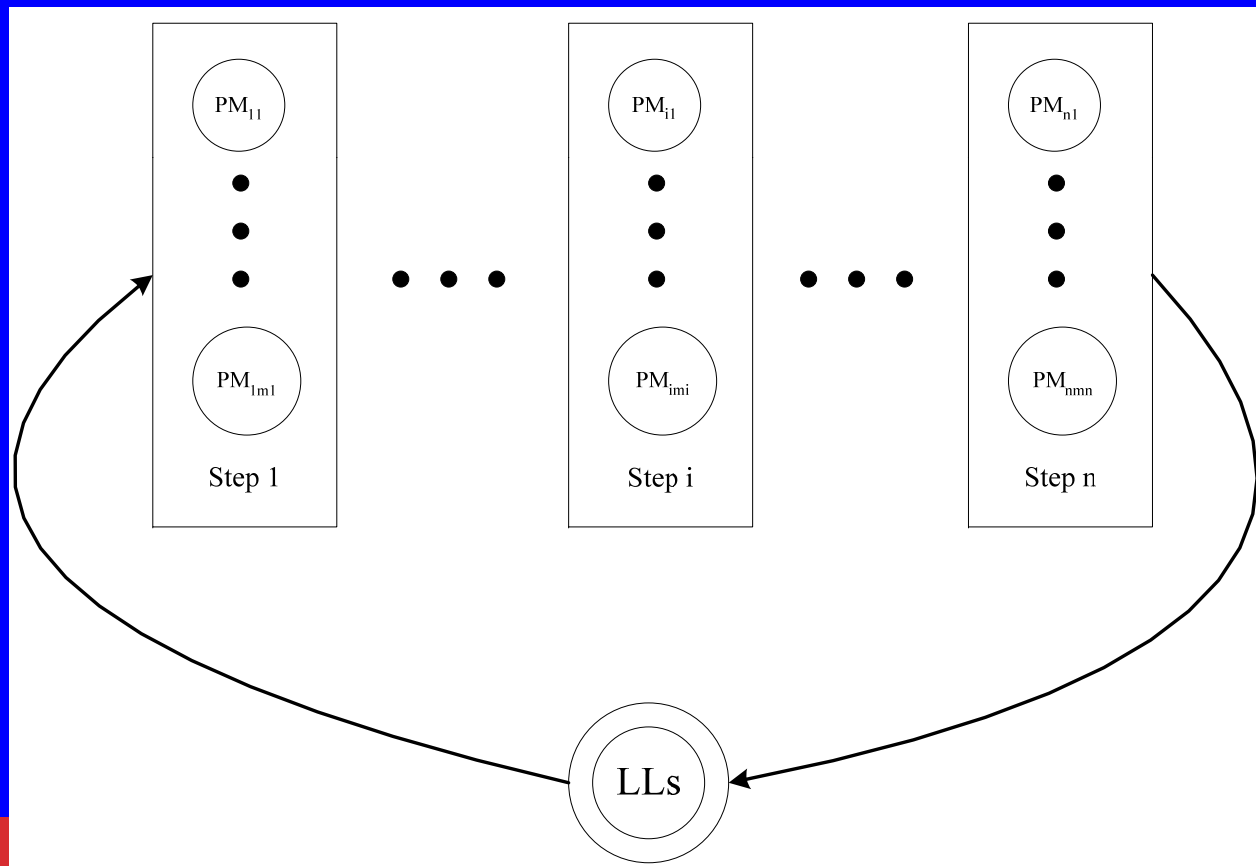 PM11
PMi1
PMn1
PM1m1
PMimi
PMnmn
Step 1
Step i
Step n
LLs